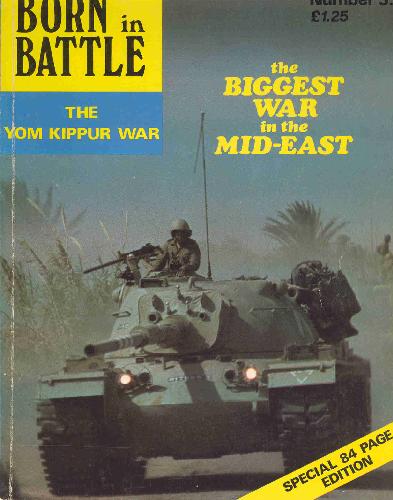 BORN in
BATTLE
Number
£1.25
THE
YOM KIPPUR WAR
the
BIGGEST
WAR
in the
MID-EAST
SPECIAL 84 PAGE
EDITION